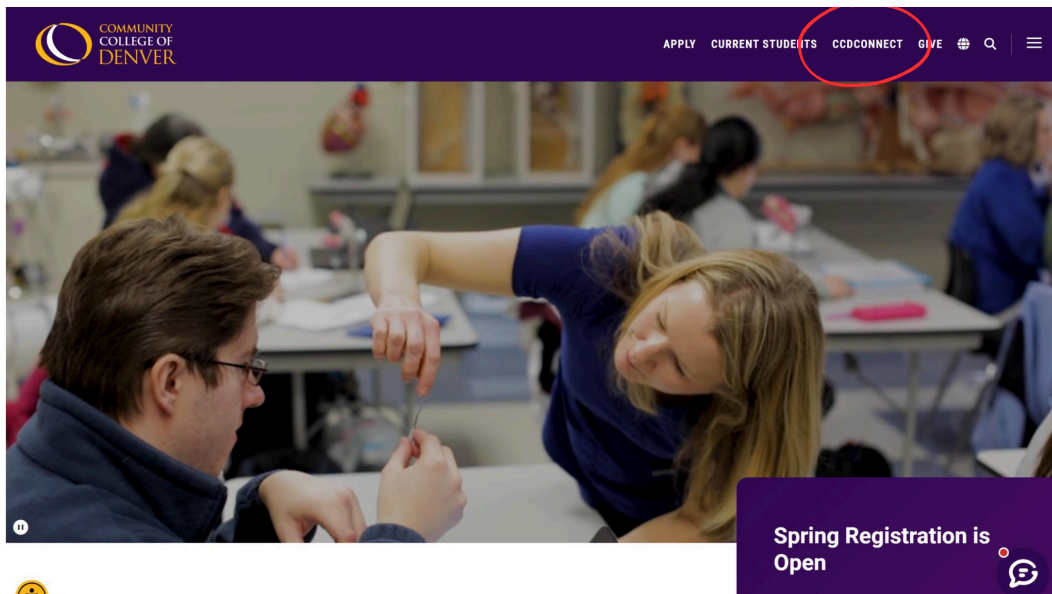 COMMUNITY
COLLEGE OF
DENVER
APPLY CURRENT STUDENTS CCDCONNECT GIVE
Spring Registration is
Open